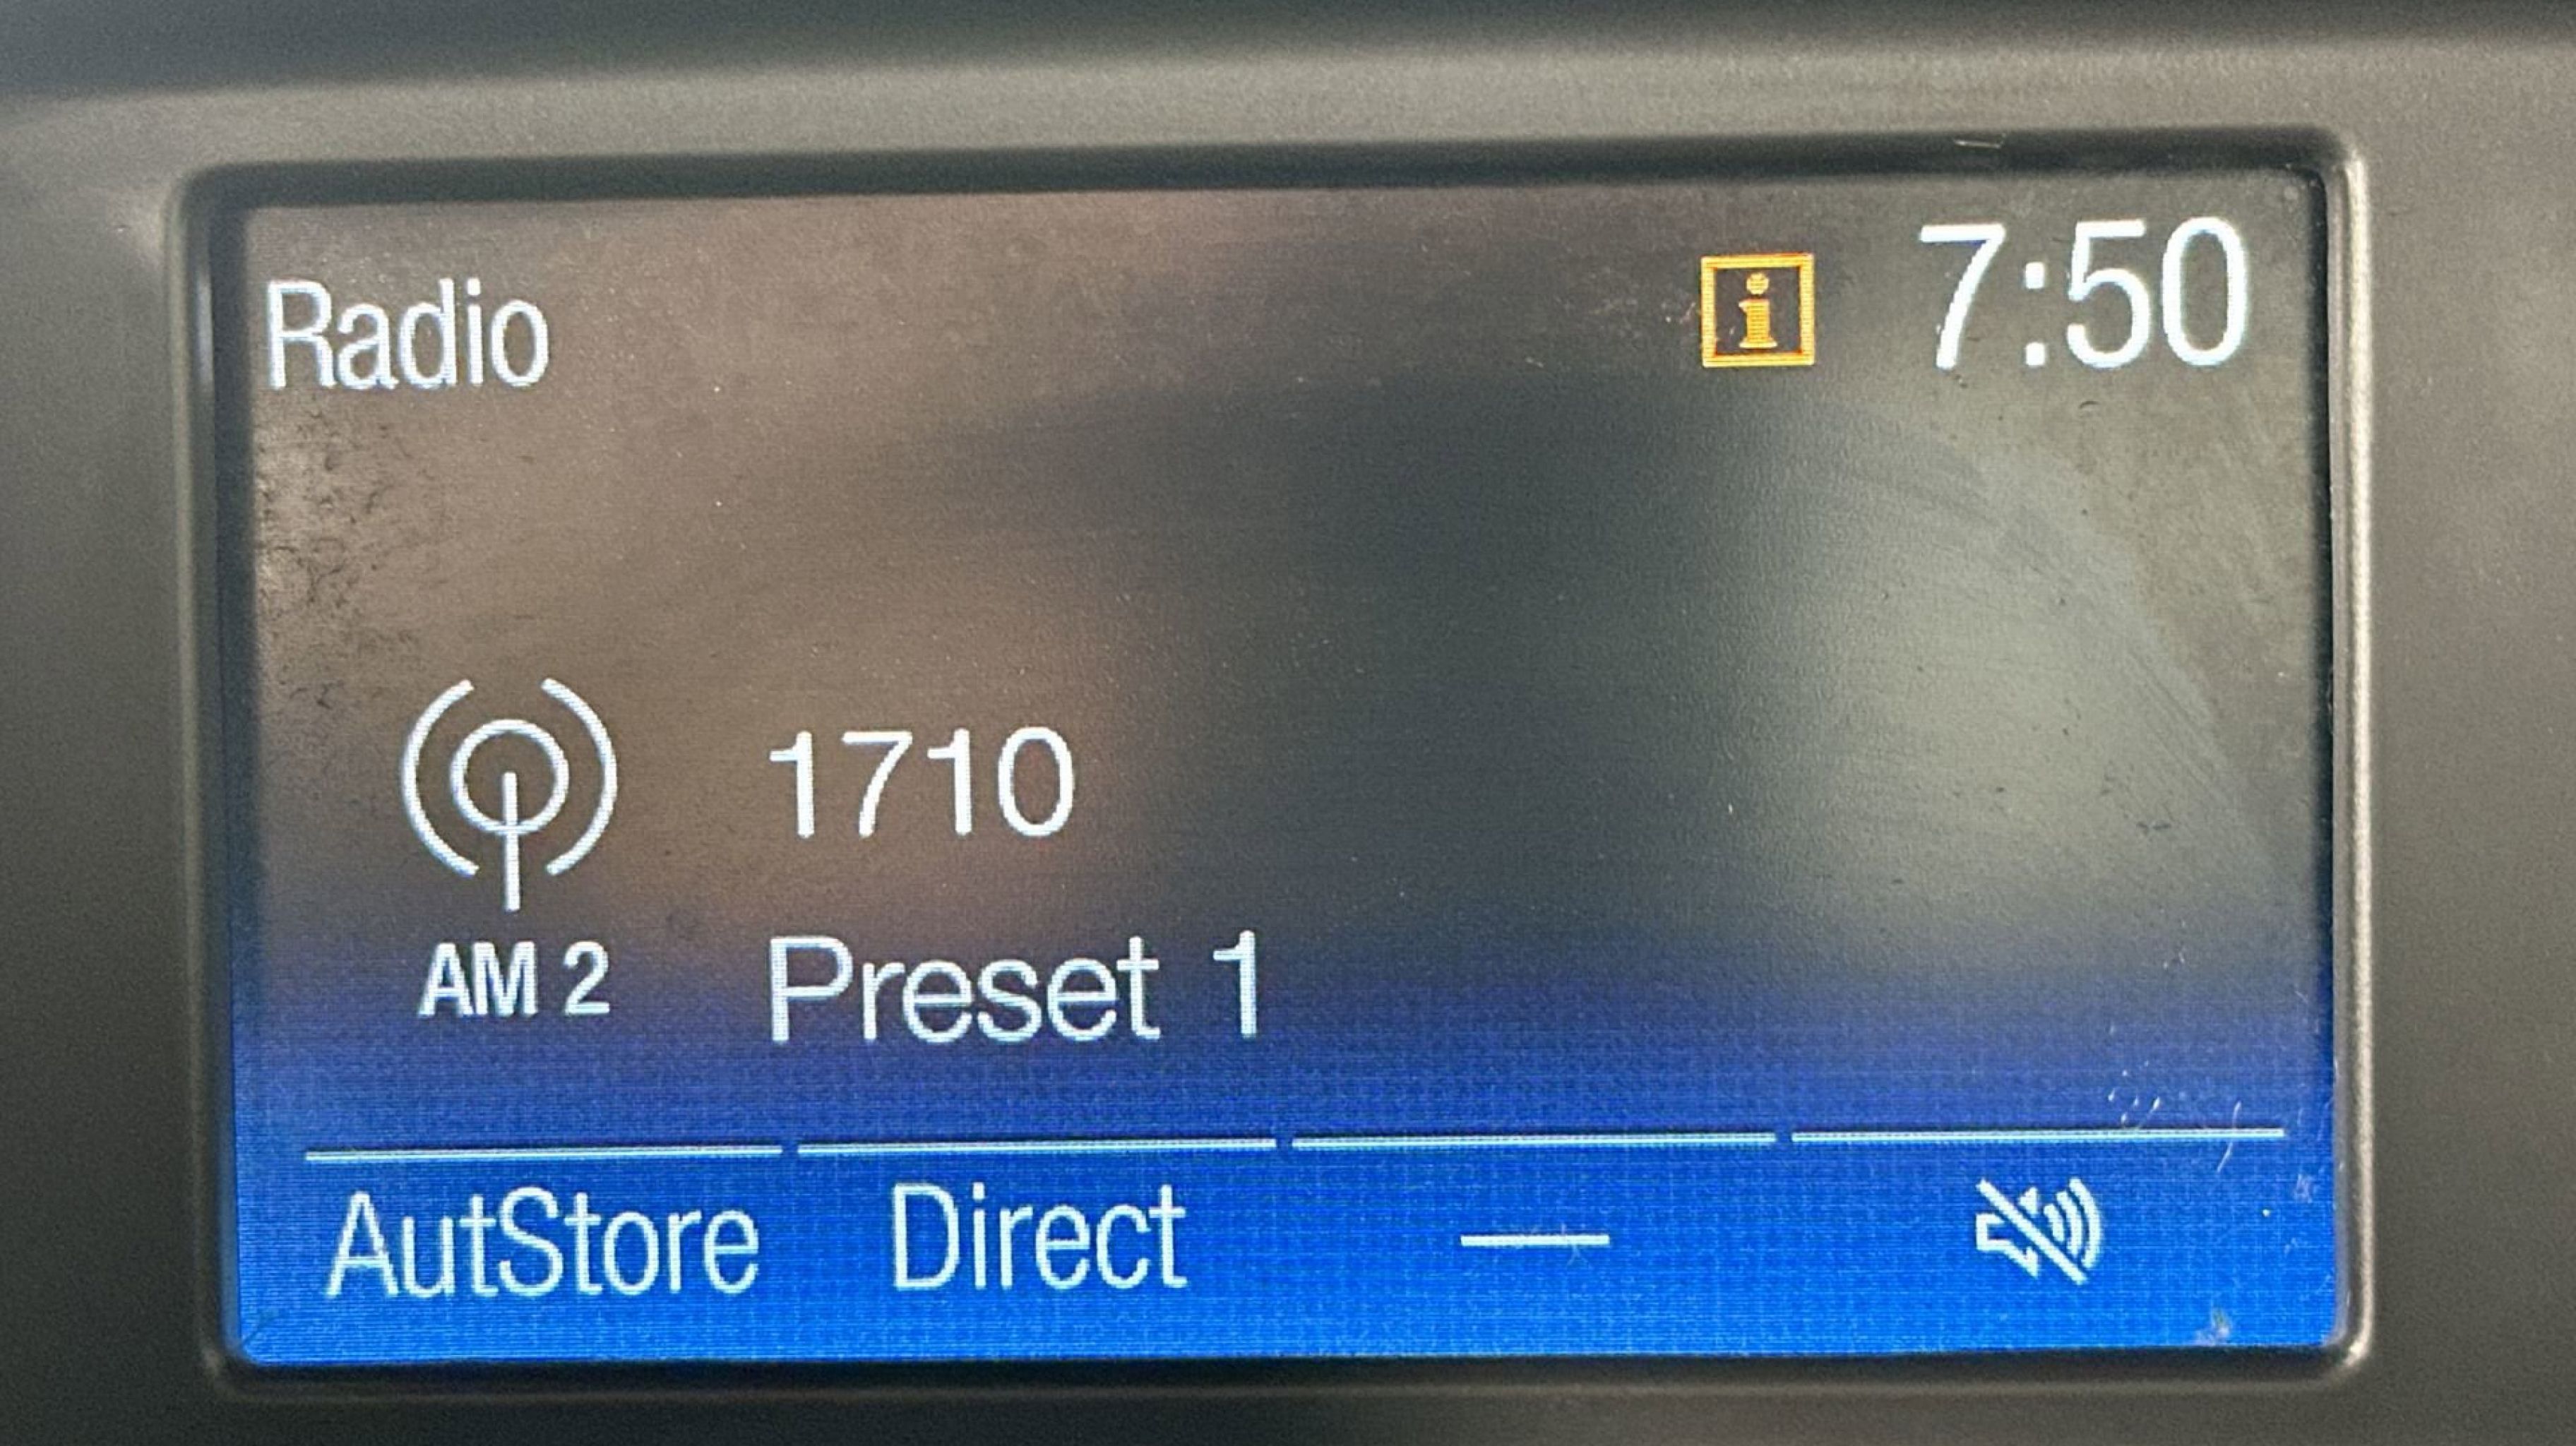 Radio
i 7:50
1710
AM 2 Preset 1
AutStore Direct